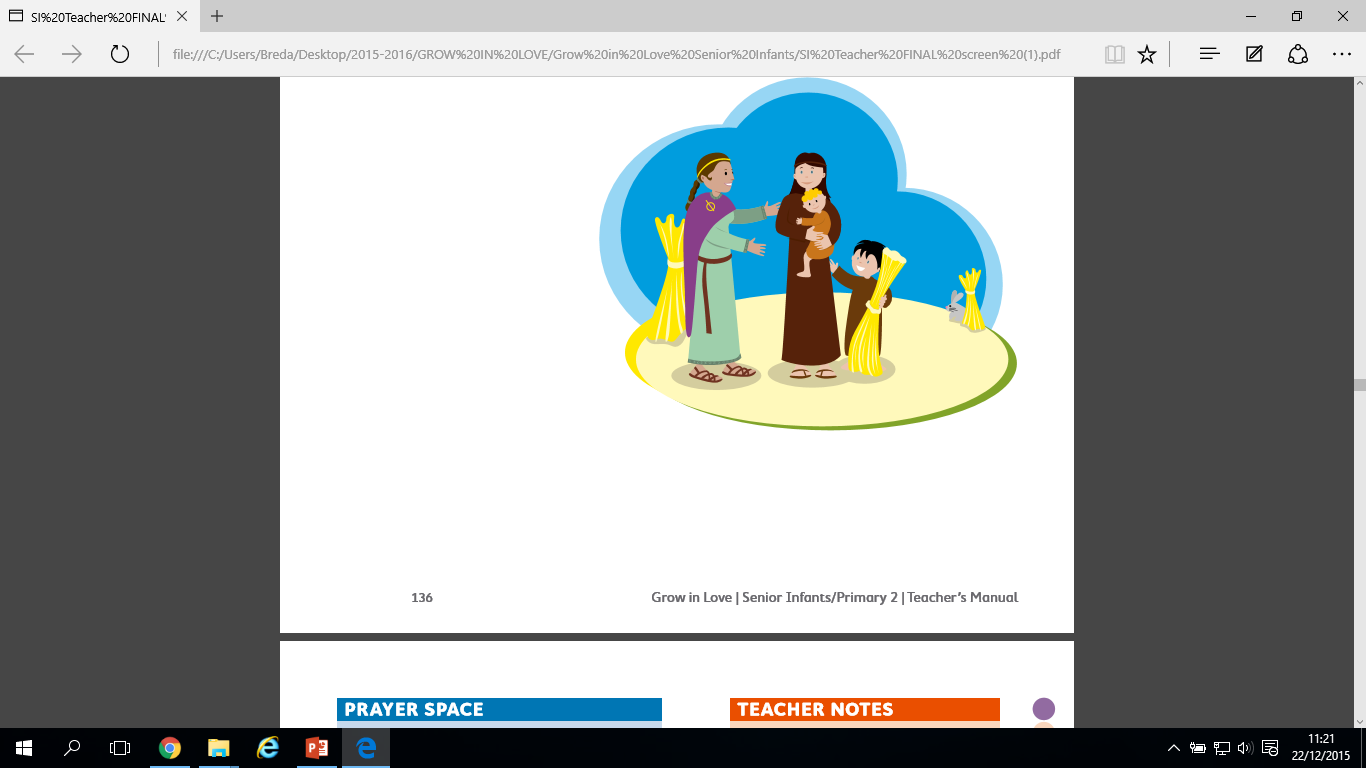 SI%20Teacher%20FINAL
file:///C:/Users/Breda/Desktop/2015-2016/GROW%20IN%20LOVE/Grow%20in%20Love%20Senior%20Infants/SI%20Teacher%20FINAL%20screen%20(1).pdf
136
Grow in Love | Senior Infants/Primary 2 | Teacher's Manual
PRAYER SPACE
TEACHER NOTES
11:21
22/12/2015